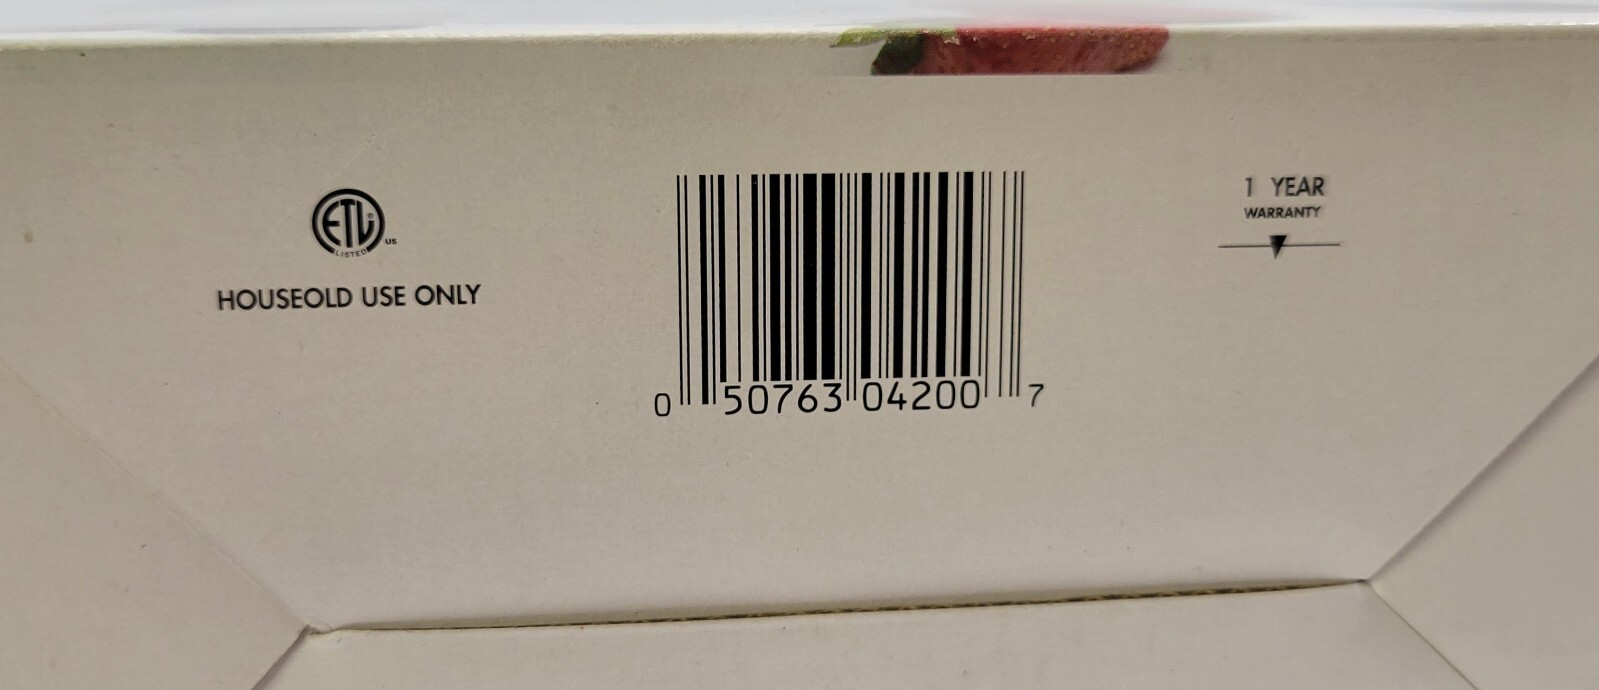 ETL®
LISTED
US
HOUSEOLD USE ONLY
0 50763 04200 7
1 YEAR
WARRANTY